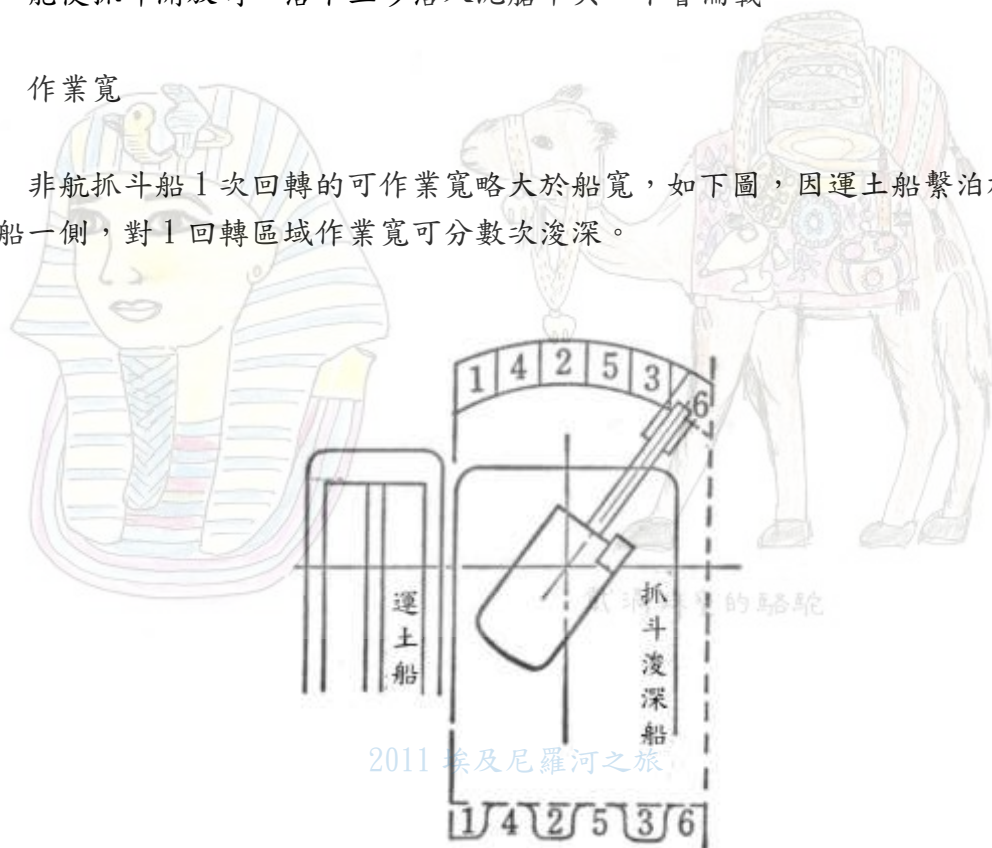 作業寬
非航抓斗船1次回轉的可作業寬略大於船寬，如下圖，因運土船繫泊
船一側，對1回轉區域作業寬可分數次浚深。
1 4 2 5 3 6
運土船
抓斗浚深船
的駱駝
2011 埃及尼羅河之旅
1 4 2 5 3 6